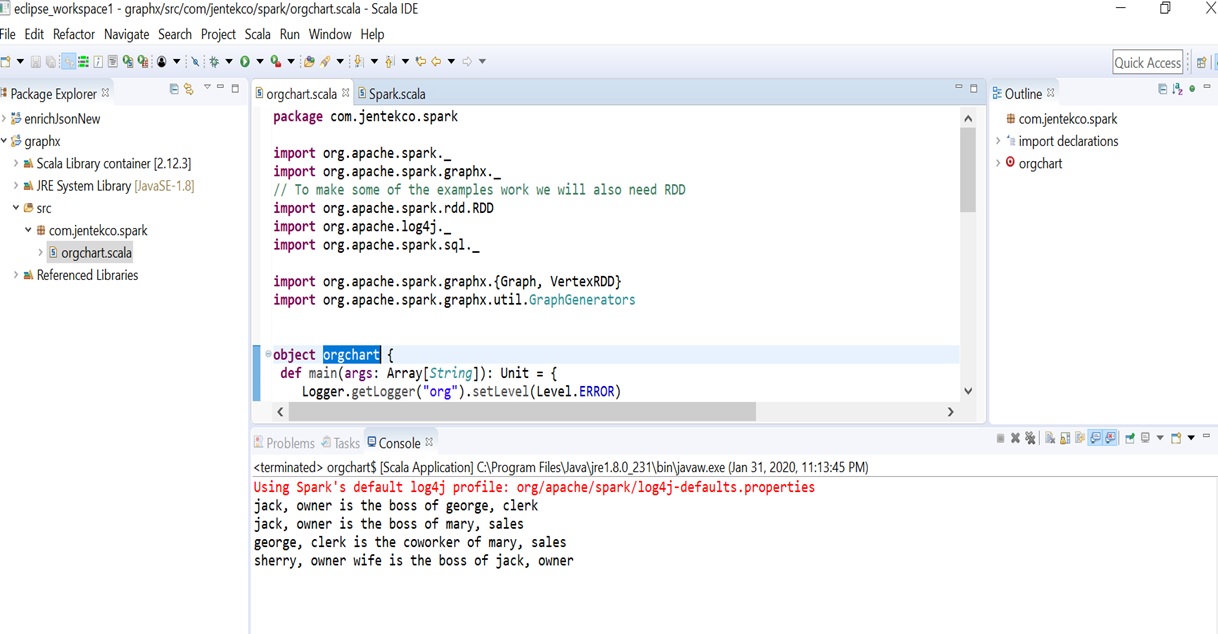 eclipse_workspace1 - graphx/src/com/jentekco/spark/orgchart.scala - Scala IDE
File Edit Refactor Navigate Search Project Scala Run Window Help
Quick Access
Package Explorer
enrichJsonNew
graphx
Scala Library container [2.12.3]
JRE System Library [JavaSE-1.8]
src
com.jentekco.spark
orgchart.scala
Referenced Libraries
orgchart.scala Spark.scala
package com.jentekco.spark
import org.apache.spark._
import org.apache.spark.graphx._
// To make some of the examples work we will also need RDD
import org.apache.spark.rdd.RDD
import org.apache.log4j._
import org.apache.spark.sql._
import org.apache.spark.graphx.{Graph, VertexRDD}
import org.apache.spark.graphx.util.GraphGenerators
object orgchart {
def main(args: Array[String]): Unit = {
Logger.getLogger("org").setLevel(Level.ERROR)
Outline
com.jentekco.spark
import declarations
orgchart
Problems Tasks Console
<terminated> orgchart$ [Scala Application] C:\Program Files\Java\jre1.8.0_231\bin\javaw.exe (Jan 31, 2020, 11:13:45 PM)
Using Spark's default log4j profile: org/apache/spark/log4j-defaults.properties
jack, owner is the boss of george, clerk
jack, owner is the boss of mary, sales
george, clerk is the coworker of mary, sales
sherry, owner wife is the boss of jack, owner